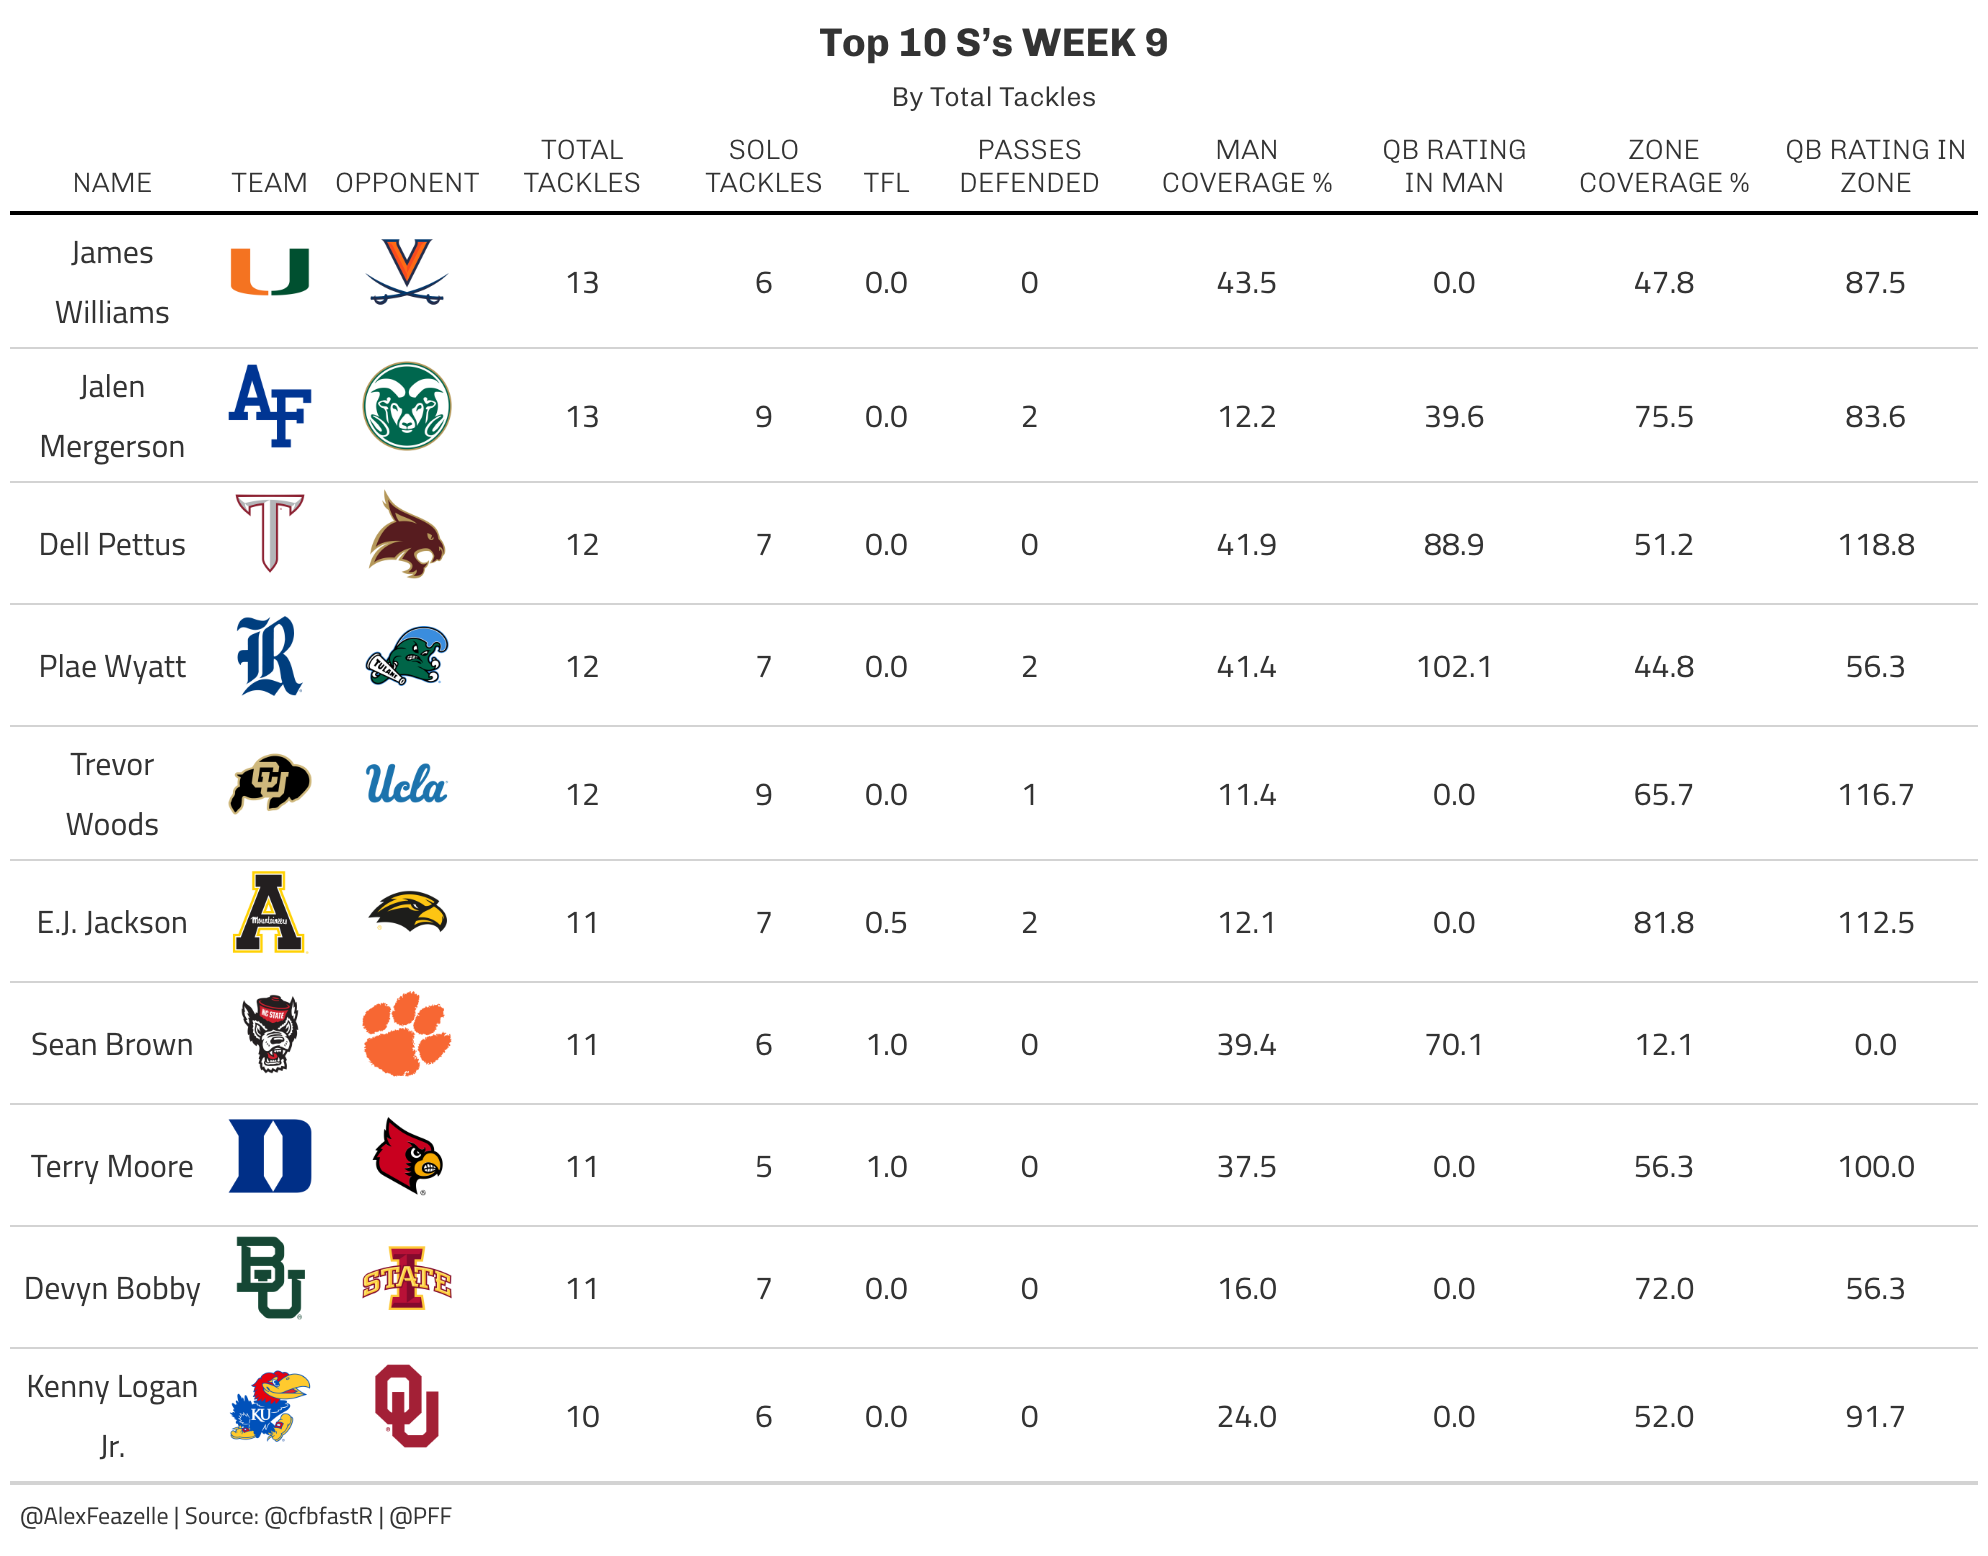 Top 10 S’s WEEK 9
By Total Tackles
NAME TEAM OPPONENT TOTAL TACKLES SOLO TACKLES TFL PASSES DEFENDED MAN COVERAGE % QB RATING IN MAN ZONE COVERAGE % QB RATING IN ZONE
James Williams U V 13 6 0.0 0 43.5 0.0 47.8 87.5
Jalen Mergerson AF 13 9 0.0 2 12.2 39.6 75.5 83.6
Dell Pettus T 12 7 0.0 0 41.9 88.9 51.2 118.8
Plae Wyatt R TULANE 12 7 0.0 2 41.4 102.1 44.8 56.3
Trevor Woods CU Ucla 12 9 0.0 1 11.4 0.0 65.7 116.7
E.J. Jackson A Mountaineers 11 7 0.5 2 12.1 0.0 81.8 112.5
Sean Brown NC STATE 11 6 1.0 0 39.4 70.1 12.1 0.0
Terry Moore D 11 5 1.0 0 37.5 0.0 56.3 100.0
Devyn Bobby BU I STATE 11 7 0.0 0 16.0 0.0 72.0 56.3
Kenny Logan Jr. KU OU 10 6 0.0 0 24.0 0.0 52.0 91.7
@AlexFeazelle | Source: @cfbfastR | @PFF